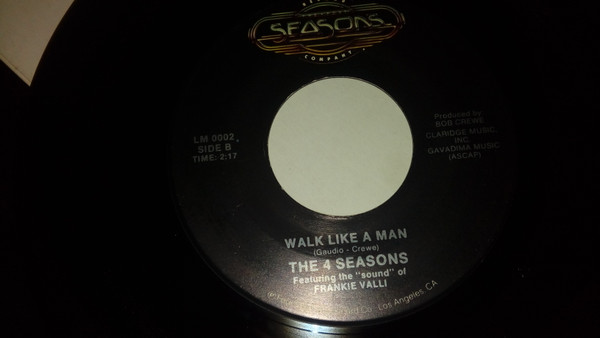 SEASONS
COMPANY
LM 0002
SIDE B
TIME: 2:17
Produced by
BOB CREWE
CLARIDGE MUSIC,
INC
GAVADIMA MUSIC
(ASCAP)
WALK LIKE A MAN
(Gaudio - Crewe)
THE 4 SEASONS
Featuring the "sound" of
FRANKIE VALLI
Los Angeles, CA